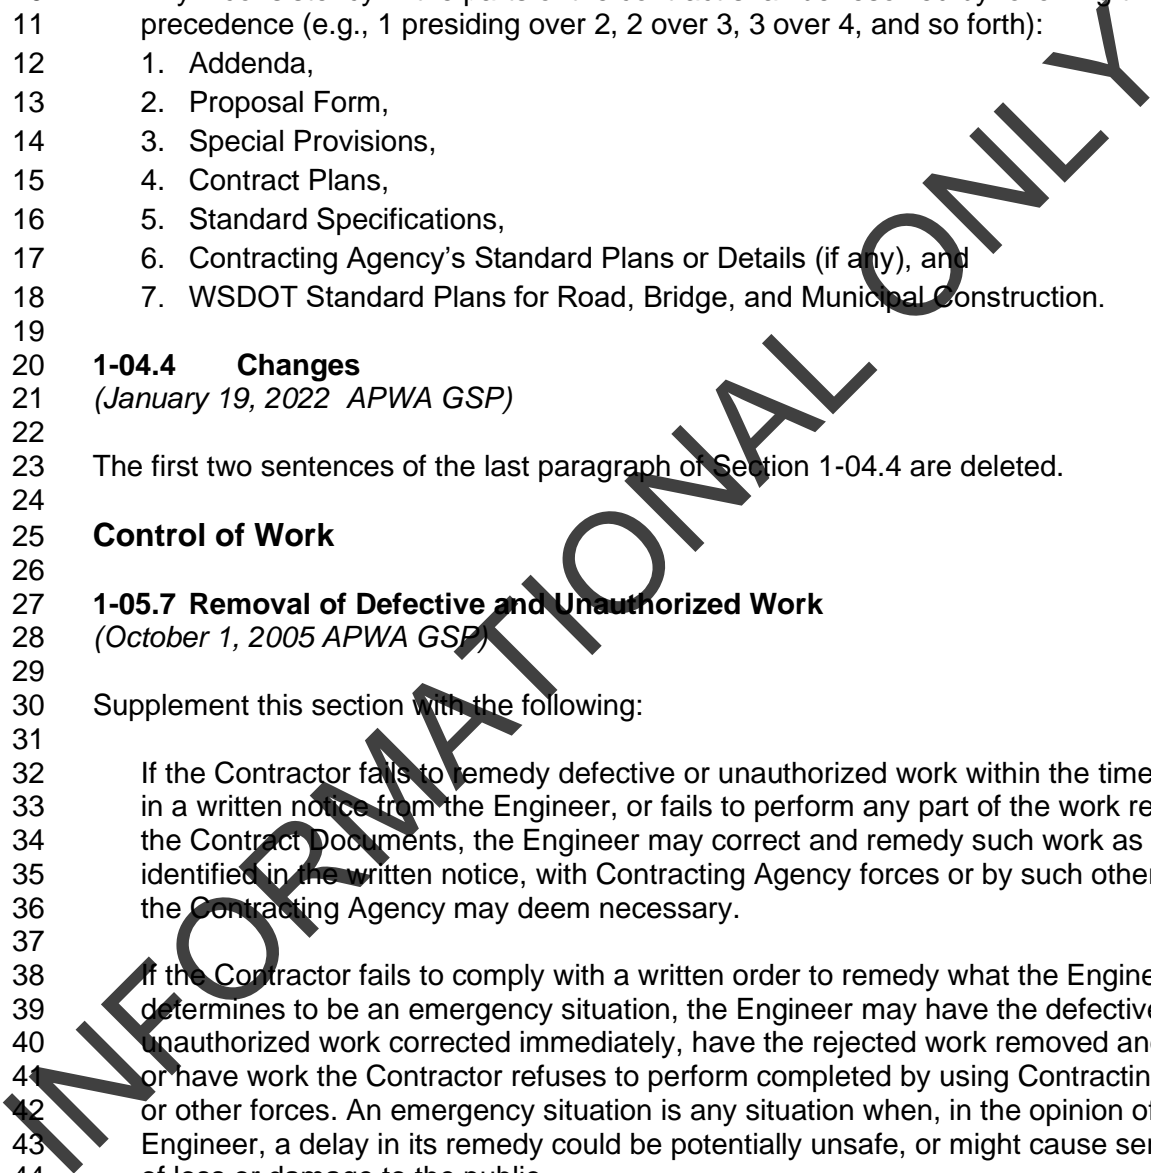 11 precedence (e.g., 1 presiding over 2, 2 over 3, 3 over 4, and so forth):
12 1. Addenda,
13 2. Proposal Form,
14 3. Special Provisions,
15 4. Contract Plans,
16 5. Standard Specifications,
17 6. Contracting Agency's Standard Plans or Details (if any), and
18 7. WSDOT Standard Plans for Road, Bridge, and Municipal Construction.
19
20 1-04.4 Changes
21 (January 19, 2022 APWA GSP)
22
23 The first two sentences of the last paragraph of Section 1-04.4 are deleted.
24
25 Control of Work
26
27 1-05.7 Removal of Defective and Unauthorized Work
28 (October 1, 2005 APWA GSP)
29
30 Supplement this section with the following:
31
32 If the Contractor fails to remedy defective or unauthorized work within the time
33 in a written notice from the Engineer, or fails to perform any part of the work re
34 the Contract Documents, the Engineer may correct and remedy such work as
35 identified in the written notice, with Contracting Agency forces or by such other
36 the Contracting Agency may deem necessary.
37
38 If the Contractor fails to comply with a written order to remedy what the Engine
39 determines to be an emergency situation, the Engineer may have the defective
40 unauthorized work corrected immediately, have the rejected work removed and
41 or have work the Contractor refuses to perform completed by using Contractin
42 or other forces. An emergency situation is any situation when, in the opinion of
43 Engineer, a delay in its remedy could be potentially unsafe, or might cause ser
44 of loss or damage to the public.
INFORMATIONAL ONLY